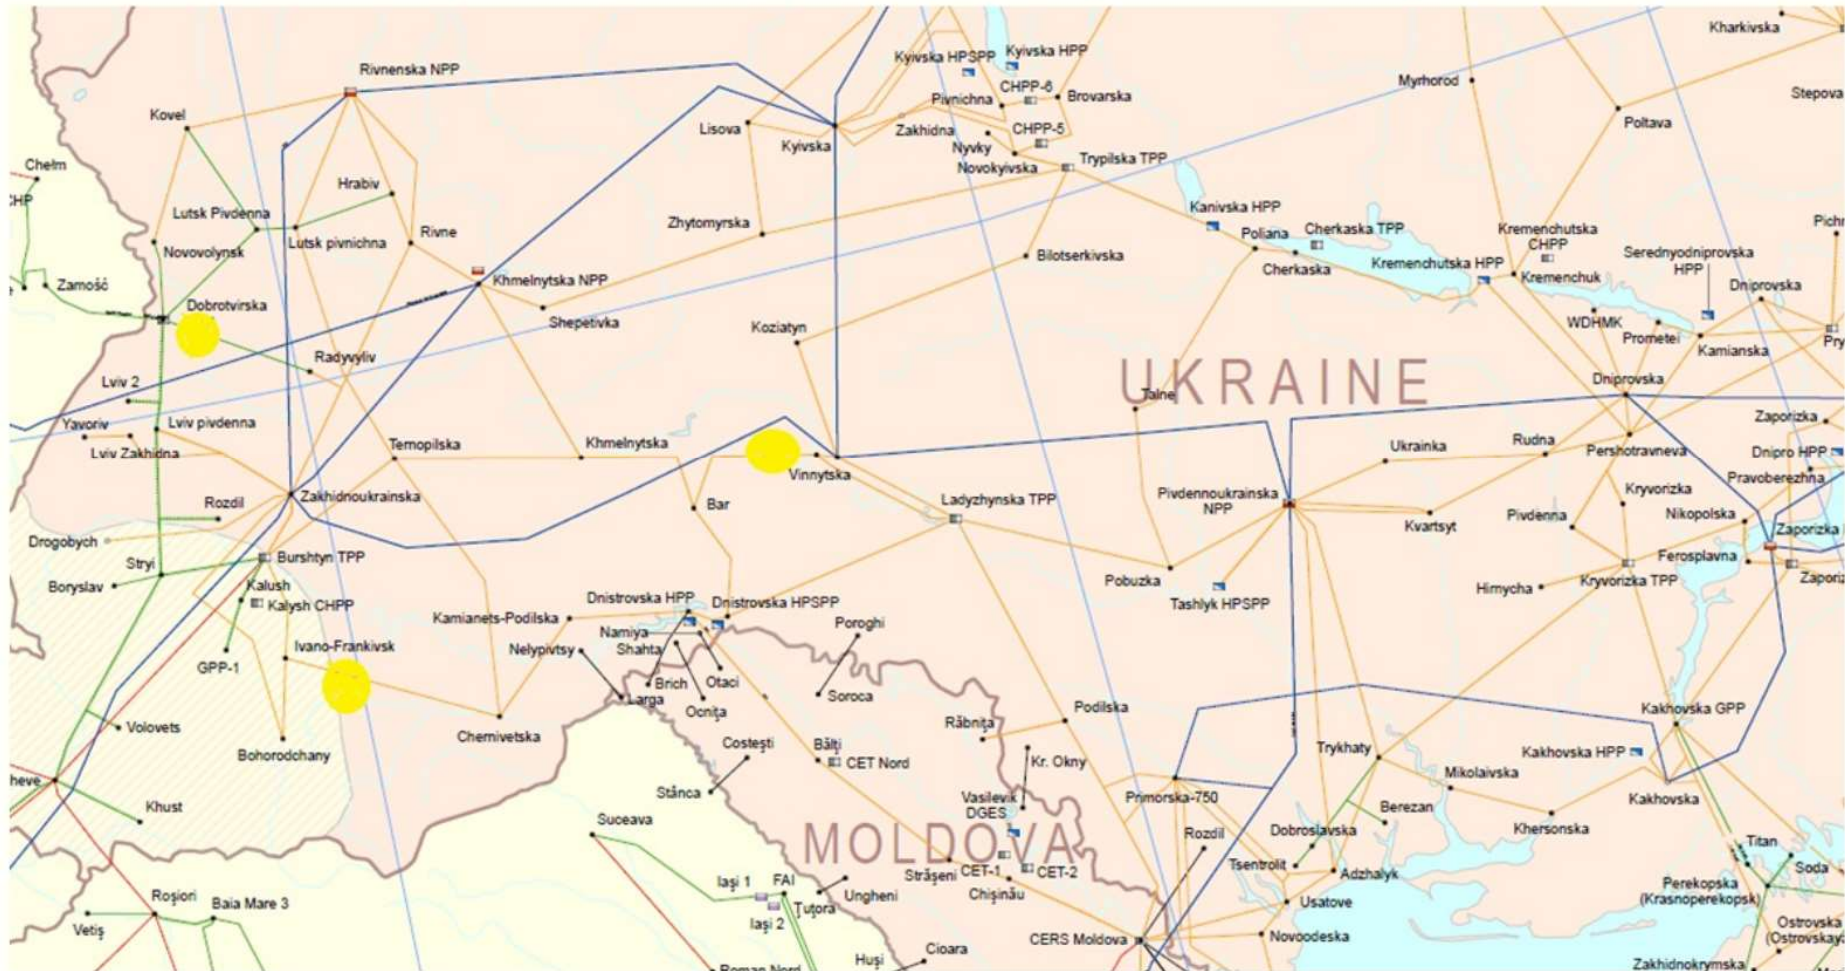 Kharkivska
Kyivska HPSPP
Kyivska HPP
Rivnenska NPP
Myrhorod
CHPP-6
Pivnichna
Brovarska
Stepova
Kovel
Lisova
Kyivska
Zakhidna
CHPP-5
Nyvky
Novokyivska
Trypilska TPP
Poltava
Chełm
CHP
Hrabiv
Lutsk Pivdenna
Lutsk pivnichna
Rivne
Zhytomyrska
Kanivska HPP
Poliana
Cherkaska TPP
Cherkaska
Kremenchutska
CHPP
Serednyodniprovska
HPP
Novovolynsk
Bilotserkivska
Kremenchutska HPP
Kremenchuk
Dniprovska
Zamość
Khmelnytska NPP
Dobrotvirska
Shepetivka
Koziatyn
WDHMK
Prometei
Kamianska
Pry
Radyvyliv
UKRAINE
Lviv 2
Talne
Dniprovska
Yavoriv
Lviv pivdenna
Lviv Zakhidna
Ternopilska
Khmelnytska
Vinnytska
Ukrainka
Rudna
Pershotravneva
Zaporizka
Dnipro HPP
Pravoberezhna
Rozdil
Zakhidnoukrainska
Bar
Ladyzhynska TPP
Pivdennoukrainska
NPP
Kvartsyt
Pivdenna
Kryvorizka
Nikopolska
Zaporizka
Drogobych
Stryi
Burshtyn TPP
Boryslav
Kalush
Kalysh CHPP
Pobuzka
Tashlyk HPSPP
Hirnycha
Kryvorizka TPP
Ferosplavna
Zaporiz
Kamianets-Podilska
Dnistrovska HPP
Dnistrovska HPSPP
Namiya
Poroghi
Ivano-Frankivsk
GPP-1
Nelypivtsy
Shahta
Brich
Otaci
Larga
Ocnița
Soroca
Volovets
Bohorodchany
Chernivetska
Podilska
Râbnița
Kakhovska GPP
Costești
Bălți
CET Nord
Kr. Okny
Trykhaty
Kakhovska HPP
heve
Stânca
Vasilevik
DGES
Primorska-750
Mikolaivska
Kakhovska
Khust
Suceava
MOLDOVA
Rozdil
Dobroslavska
Berezan
Khersonska
Tsentrolit
Adzhalyk
Titan
Soda
Strășeni
CET-1
CET-2
Chișinău
Iași 1
FAI
Ungheni
Țuțora
Iași 2
Roșiori
Baia Mare 3
Vetiș
Usatove
Perekopska
(Krasnoperekopsk)
CERS Moldova
Novoodeska
Ostrovska
(Ostrovskaya
Cioara
Huși
Roman Nord
Zakhidnokrymska